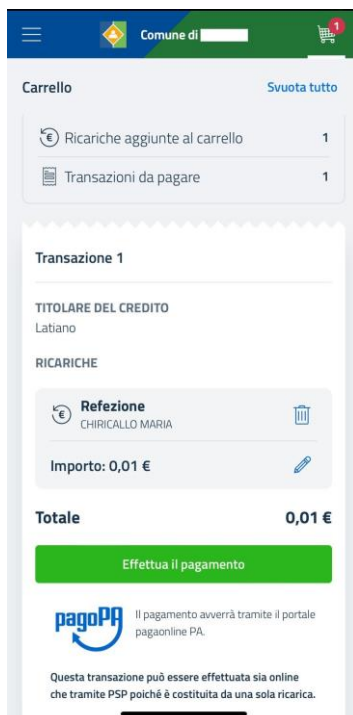 Comune di
1
Carrello
Svuota tutto
Ricariche aggiunte al carrello 1
Transazioni da pagare 1
Transazione 1
TITOLARE DEL CREDITO
Latiano
RICARICHE
Refezione
CHIRICALLO MARIA
Importo: 0,01 €
Totale 0,01 €
Effettua il pagamento
pagoPA
Il pagamento avverrà tramite il portale
pagaonline PA.
Questa transazione può essere effettuata sia online
che tramite PSP poiché è costituita da una sola ricarica.